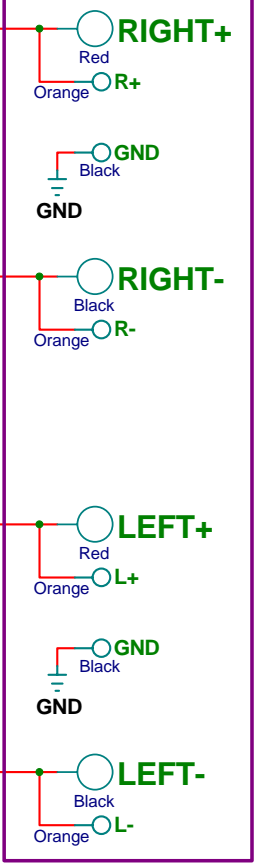 RIGHT+
Red
R+
Orange
GND
Black
GND
RIGHT-
Black
R-
Orange
LEFT+
Red
L+
Orange
GND
Black
GND
LEFT-
Black
L-
Orange